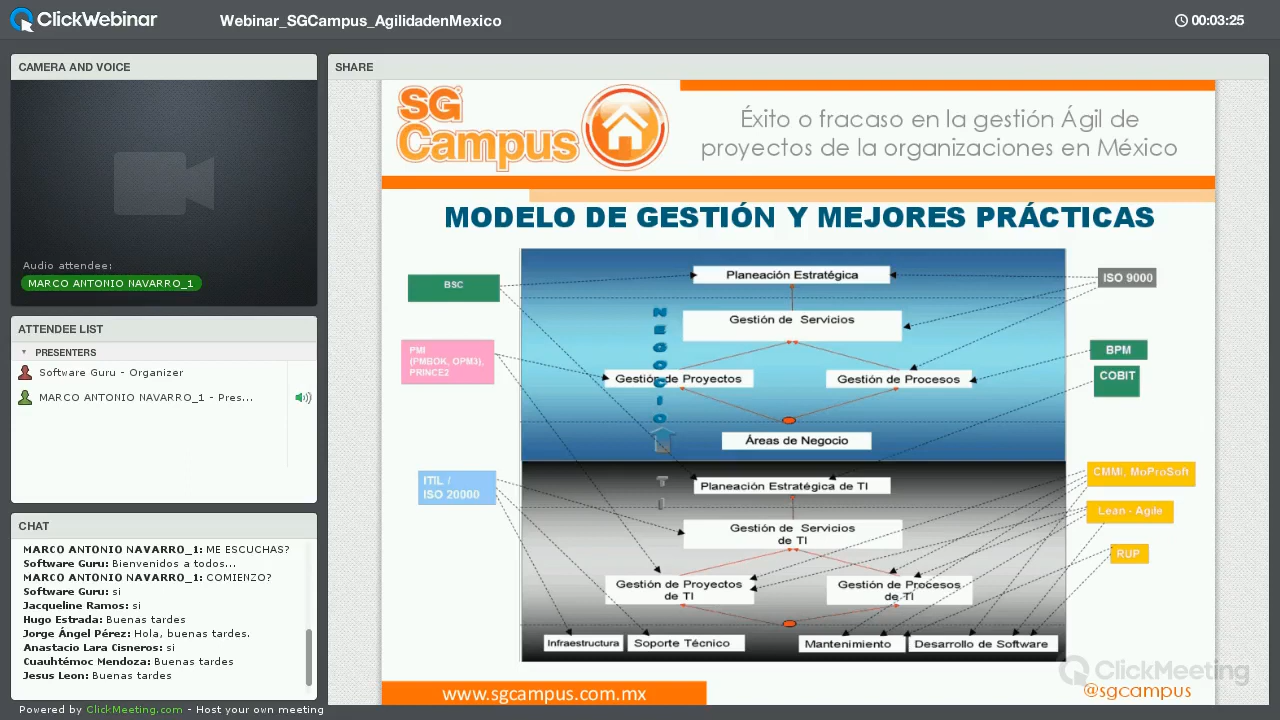 ClickWebinar
Webinar_SGCampus_AgilidadenMexico
00:03:25
CAMERA AND VOICE
Audio attendee:
MARCO ANTONIO NAVARRO_1
ATTENDEE LIST
PRESENTERS
Software Guru - Organizer
MARCO ANTONIO NAVARRO_1 - Pres...
CHAT
MARCO ANTONIO NAVARRO_1: ME ESCUCHAS?
Software Guru: Bienvenidos a todos...
MARCO ANTONIO NAVARRO_1: COMIENZO?
Software Guru: si
Jacqueline Ramos: si
Hugo Estrada: Buenas tardes
Jorge Ángel Pérez: Hola, buenas tardes.
Anastacio Lara Cisneros: si
Cuauhtémoc Mendoza: Buenas tardes
Jesus Leon: Buenas tardes
Powered by ClickMeeting.com - Host your own meeting
SHARE
SG
Campus
Éxito o fracaso en la gestión Ágil de
proyectos de la organizaciones en México
MODELO DE GESTIÓN Y MEJORES PRÁCTICAS
BSC
PMI
(PMBOK, OPM3),
PRINCE2
ITIL /
ISO 20000
NEGOCIO
TI
Planeación Estratégica
Gestión de Servicios
Gestión de Proyectos
Gestión de Procesos
Áreas de Negocio
Planeación Estratégica de TI
Gestión de Servicios
de TI
Gestión de Proyectos
de TI
Gestión de Procesos
de TI
Infraestructura
Soporte Técnico
Mantenimiento
Desarrollo de Software
ISO 9000
BPM
COBIT
CMMI, MoProSoft
Lean - Agile
RUP
ClickMeeting
www.sgcampus.com.mx
@sgcampus